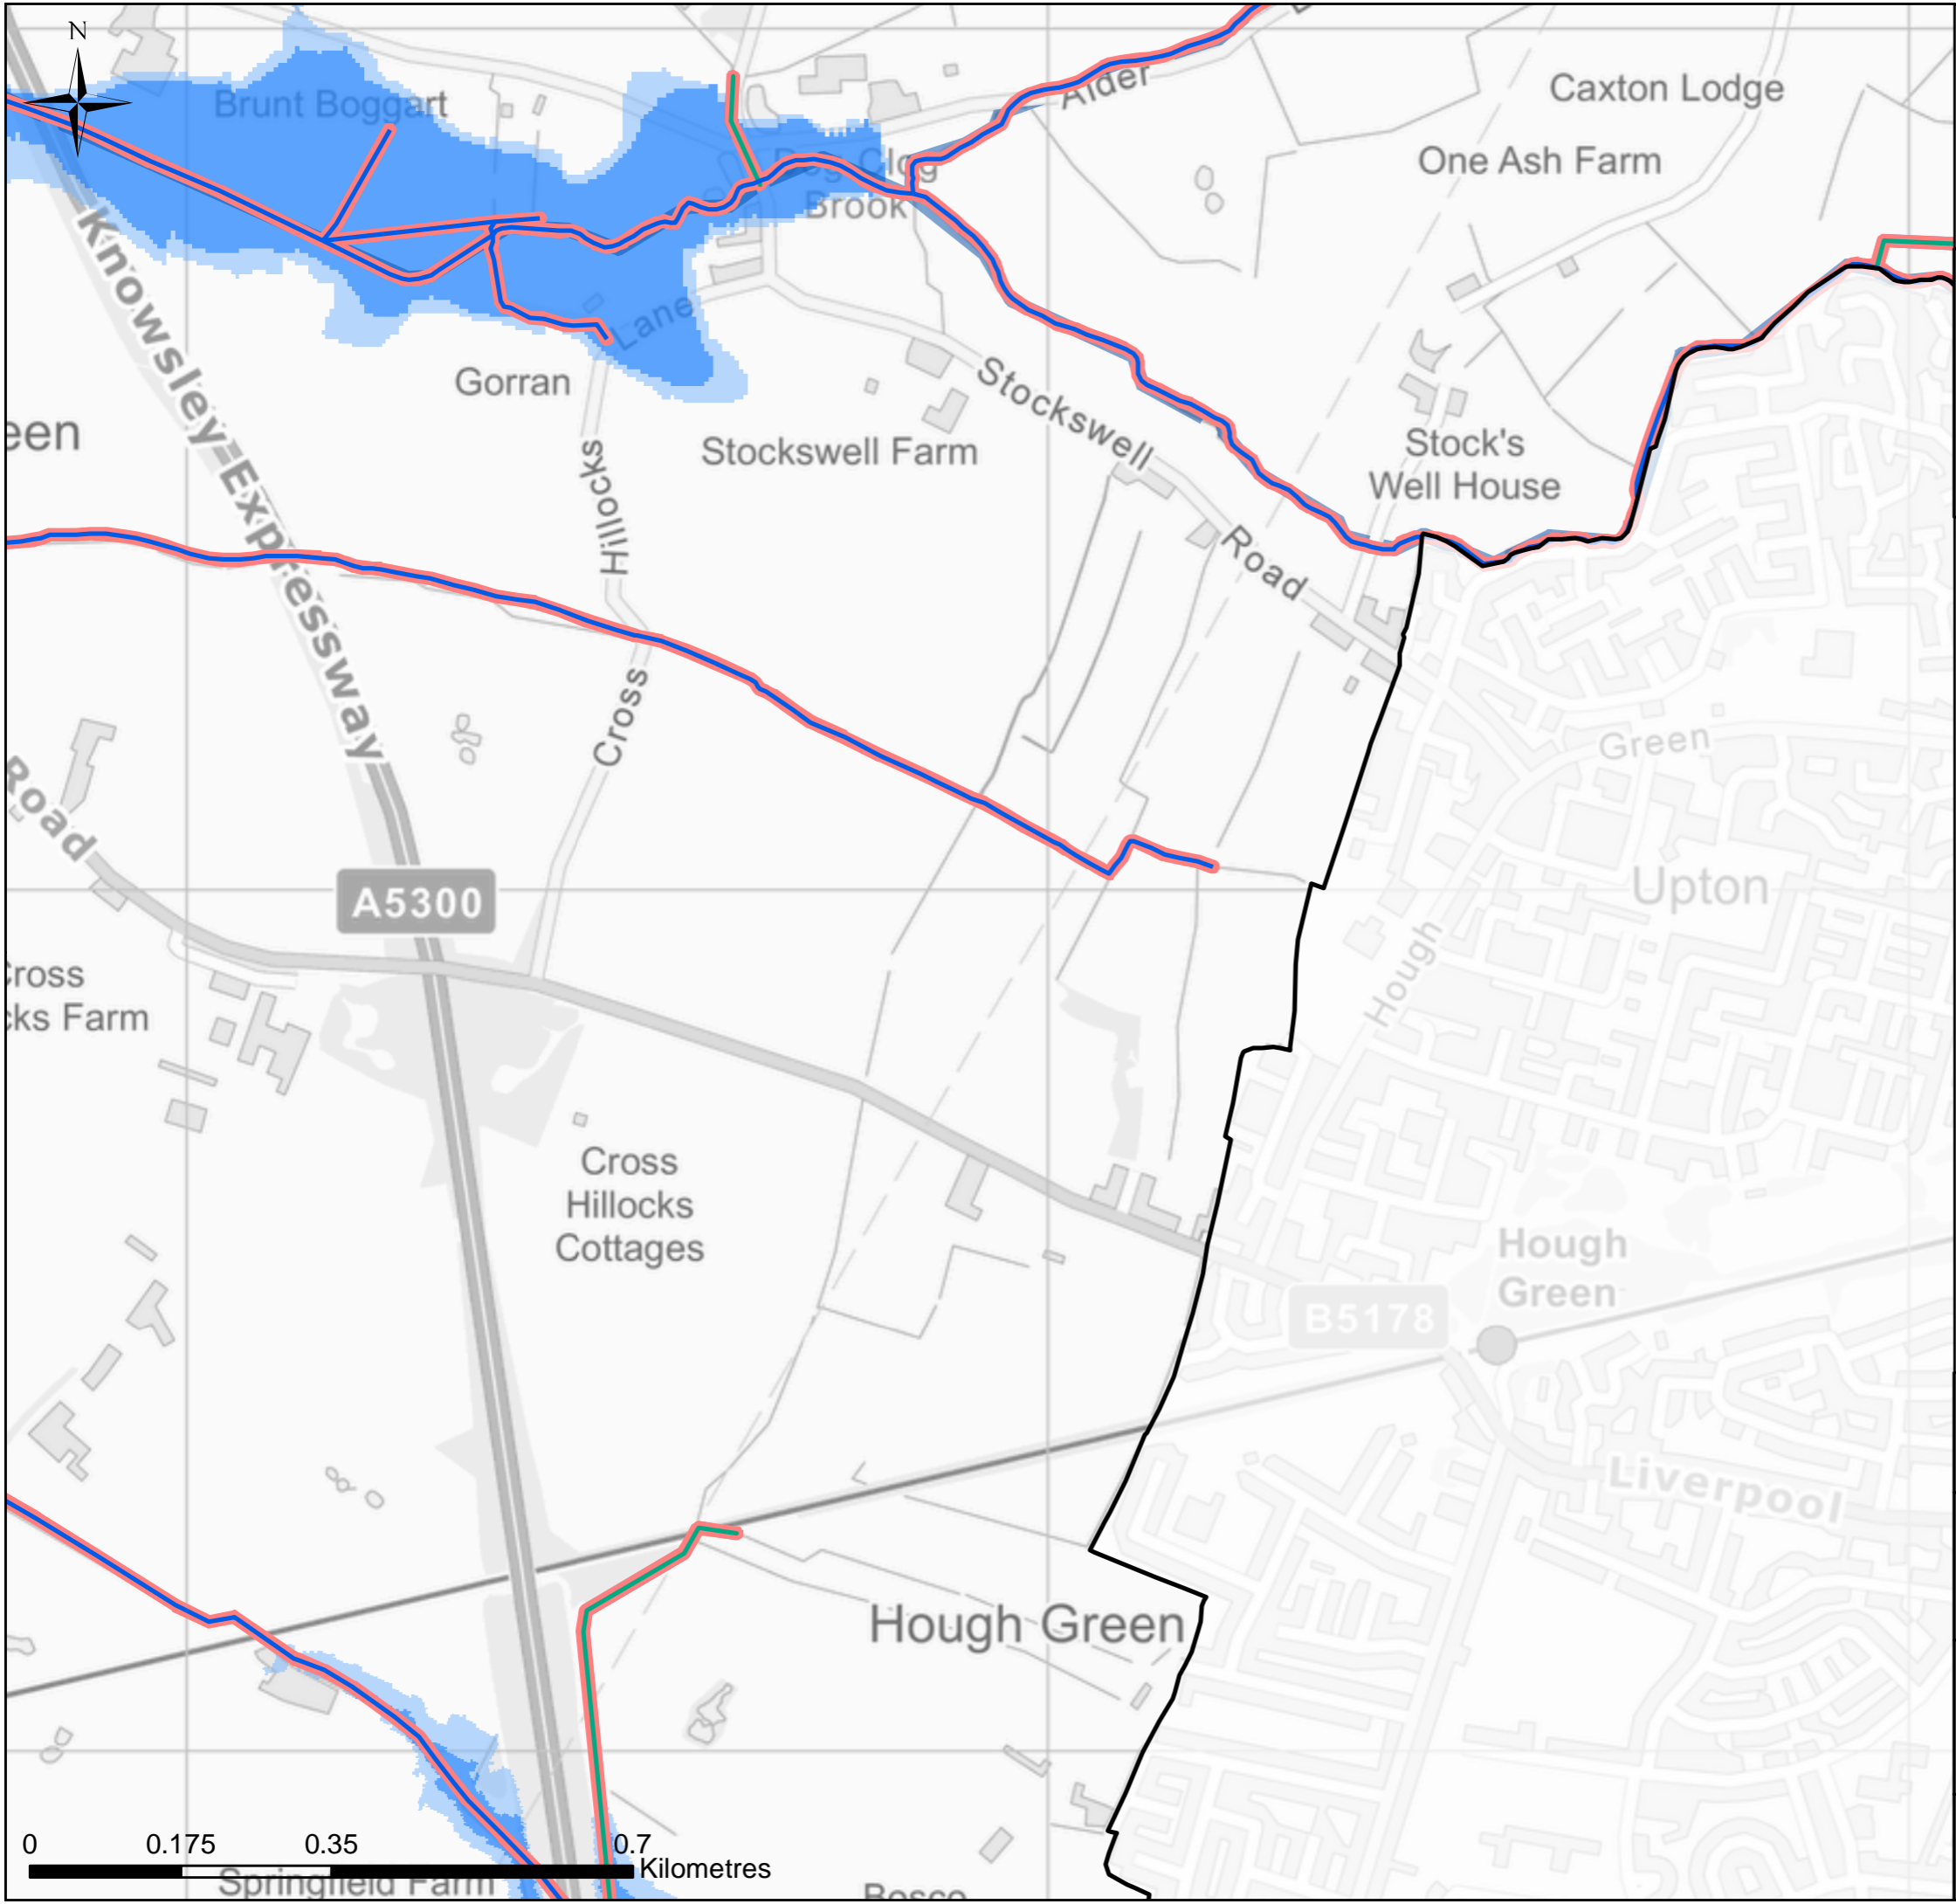 N
Alder
Caxton Lodge
Brunt Boggart
One Ash Farm
Dog Clog
Brook
Knowsley Expressway
Lane
Gorran
Stockswell
Road
een
Stockswell Farm
Stock's
Well House
Hillocks
Cross
Green
Road
A5300
Upton
Cross
cks Farm
Hough
Cross
Hillocks
Cottages
Hough
Green
B5178
Liverpool
Hough Green
0 0.175 0.35 0.7
Kilometres
Springfield Farm
Bosco